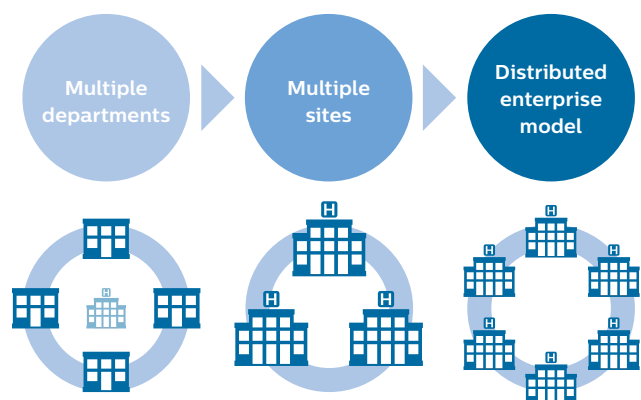 Multiple
departments
Multiple
sites
Distributed
enterprise
model
H
H
H
H
H
H
H
H
H
H